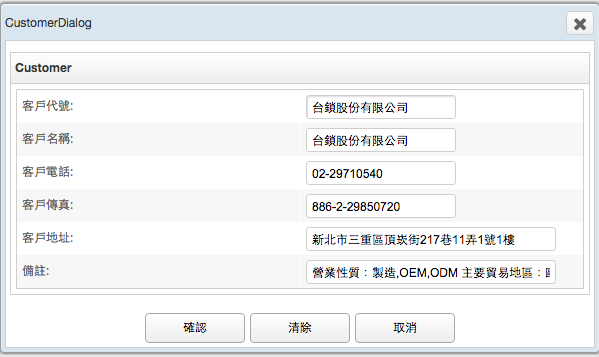 CustomerDialog
Customer
客戶代號: 台鎖股份有限公司
客戶名稱: 台鎖股份有限公司
客戶電話: 02-29710540
客戶傳真: 886-2-29850720
客戶地址: 新北市三重區頂崁街217巷11弄1號1樓
備註: 營業性質：製造,OEM,ODM 主要貿易地區：
確認 清除 取消